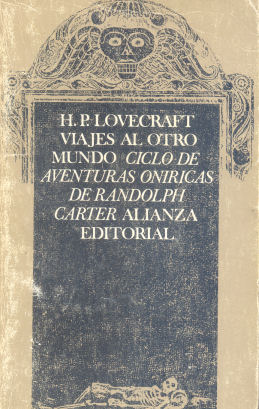 H. P. LOVECRAFT
VIAJES AL OTRO
MUNDO CICLO DE
AVENTURAS ONIRICAS
DE RANDOLPH
CARTER ALIANZA
EDITORIAL